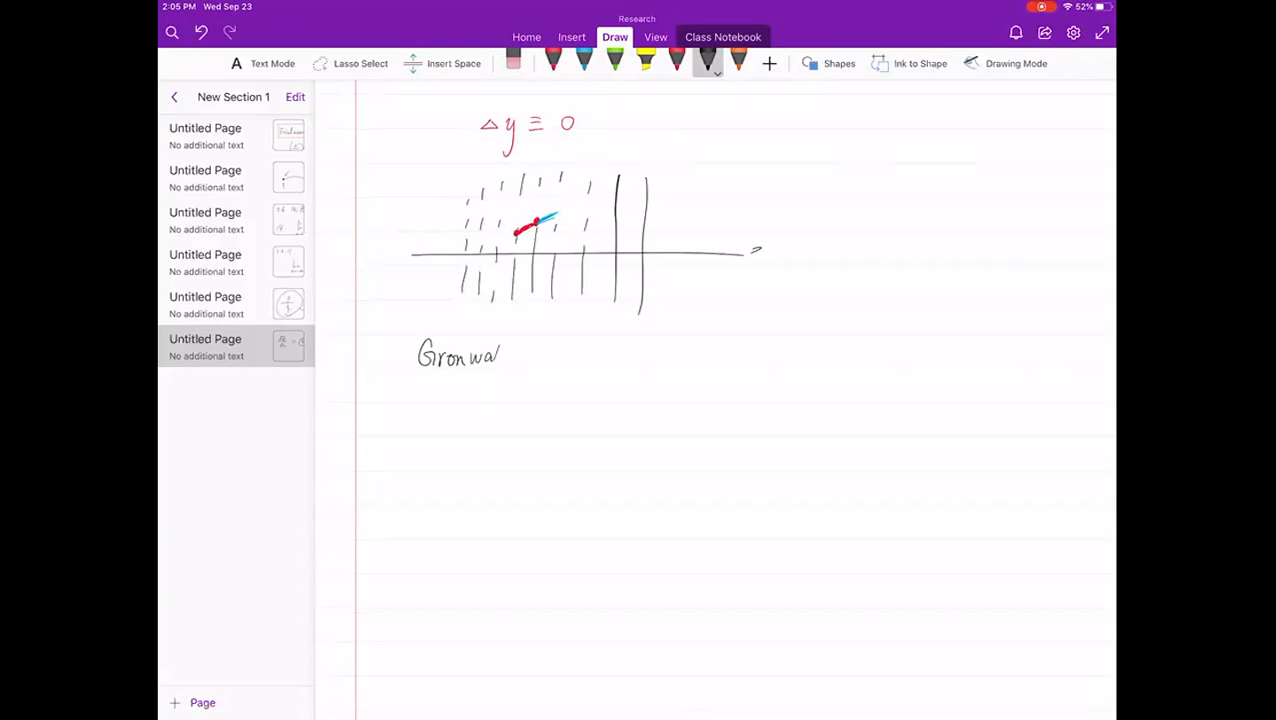 2:05 PM Wed Sep 23
52%
Research
Home Insert Draw View Class Notebook
Text Mode Lasso Select Insert Space Shapes Ink to Shape Drawing Mode
New Section 1 Edit
Untitled Page
No additional text
Untitled Page
No additional text
Untitled Page
No additional text
Untitled Page
No additional text
Untitled Page
No additional text
Untitled Page
No additional text
+ Page
Δy ≡ 0
Gronwal